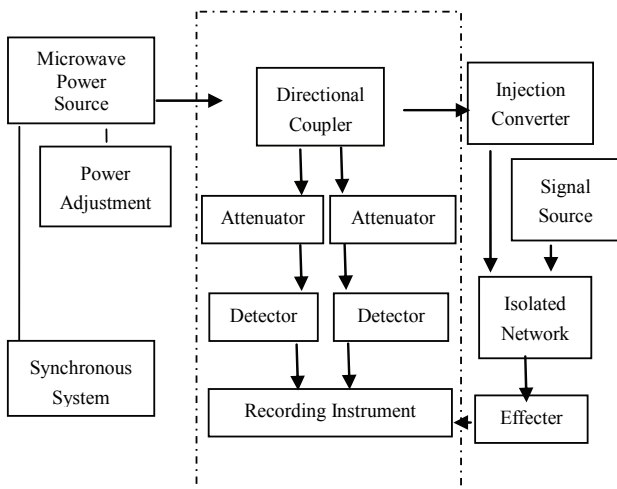 Microwave
Power
Source
Power
Adjustment
Synchronous
System
Directional
Coupler
Attenuator
Attenuator
Detector
Detector
Recording Instrument
Injection
Converter
Signal
Source
Isolated
Network
Effecter